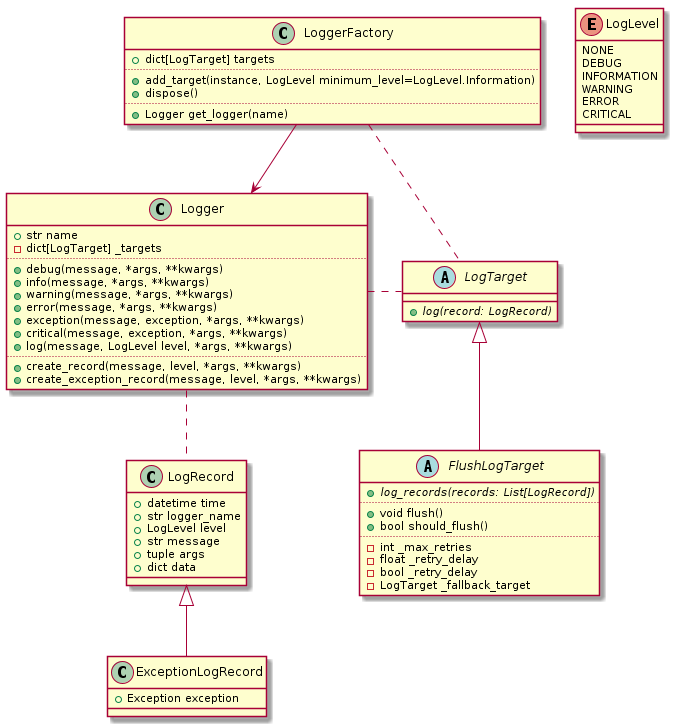 C LoggerFactory
dict[LogTarget] targets
add_target(instance, LogLevel minimum_level=LogLevel.Information)
dispose()
Logger get_logger(name)
E LogLevel
NONE
DEBUG
INFORMATION
WARNING
ERROR
CRITICAL
C Logger
str name
dict[LogTarget] _targets
debug(message, *args, **kwargs)
info(message, *args, **kwargs)
warning(message, *args, **kwargs)
error(message, *args, **kwargs)
exception(message, exception, *args, **kwargs)
critical(message, exception, *args, **kwargs)
log(message, LogLevel level, *args, **kwargs)
create_record(message, level, *args, **kwargs)
create_exception_record(message, level, *args, **kwargs)
A LogTarget
log(record: LogRecord)
C LogRecord
datetime time
str logger_name
LogLevel level
str message
tuple args
dict data
A FlushLogTarget
log_records(records: List[LogRecord])
void flush()
bool should_flush()
int _max_retries
float _retry_delay
bool _retry_delay
LogTarget _fallback_target
C ExceptionLogRecord
Exception exception